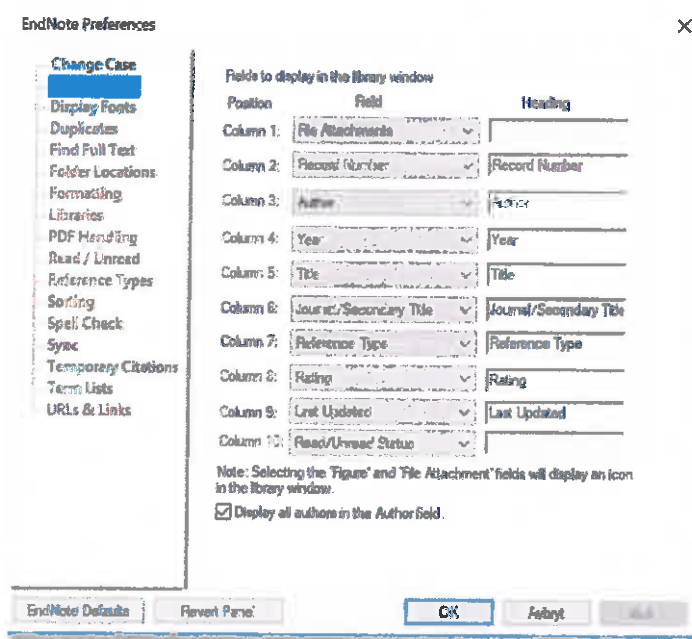 EndNote Preferences
Change Case
Display Fonts
Duplicates
Find Full Text
Folder Locations
Formatting
Libraries
PDF Handling
Read / Unread
Reference Types
Sorting
Spell Check
Sync
Temporary Citations
Term Lists
URLs & Links
Fields to display in the library window
Position Field Heading
Column 1: File Attachments
Column 2: Record Number Record Number
Column 3: Author Author
Column 4: Year Year
Column 5: Title Title
Column 6: Journal/Secondary Title Journal/Secondary Title
Column 7: Reference Type Reference Type
Column 8: Rating Rating
Column 9: Last Updated Last Updated
Column 10: Read/Unread Status
Note: Selecting the 'Figure' and 'File Attachment' fields will display an icon
in the library window.
Display all authors in the Author field.
EndNote Defaults Revert Panel OK